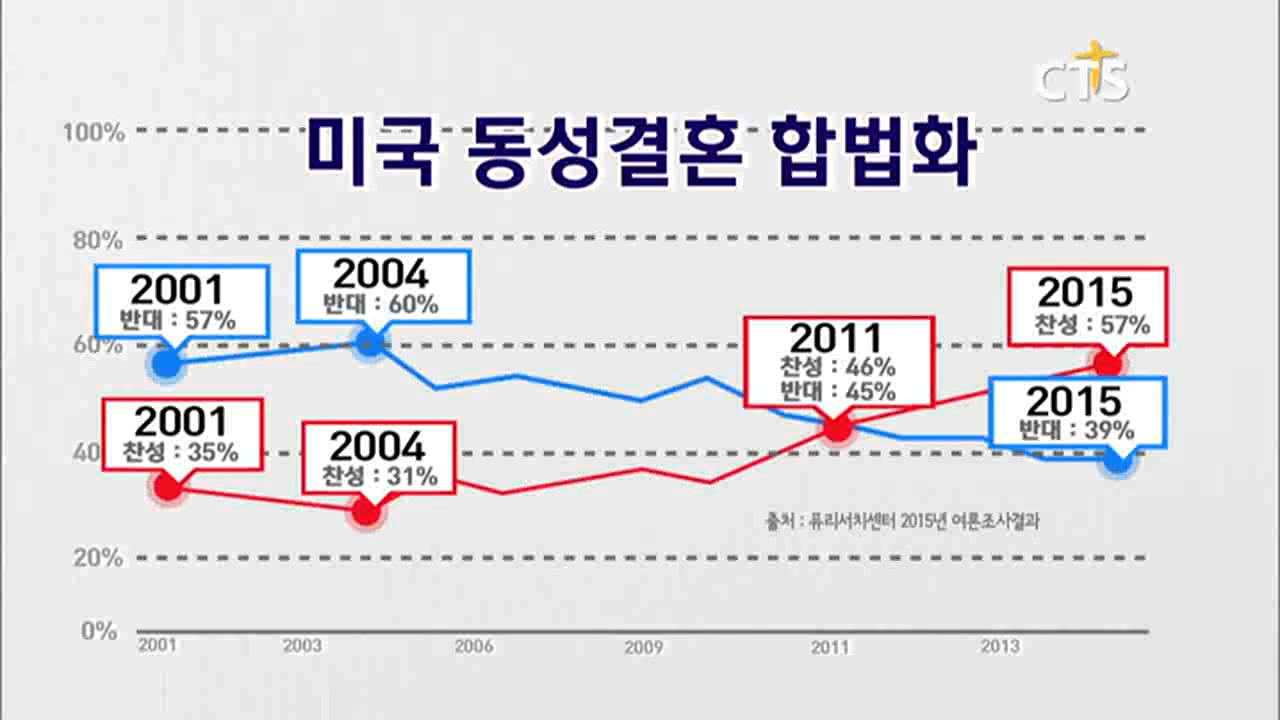 CTS
미국 동성결혼 합법화
100%
80%
60%
40
20%
0%
2001
반대 : 57%
2004
반대 : 60%
2001
찬성 : 35%
2004
찬성 : 31%
2011
찬성 : 46%
반대 : 45%
2015
찬성 : 57%
2015
반대 : 39%
출처 : 퓨리서치센터 2015년 여론조사결과
2001 2003 2006 2009 2011 2013